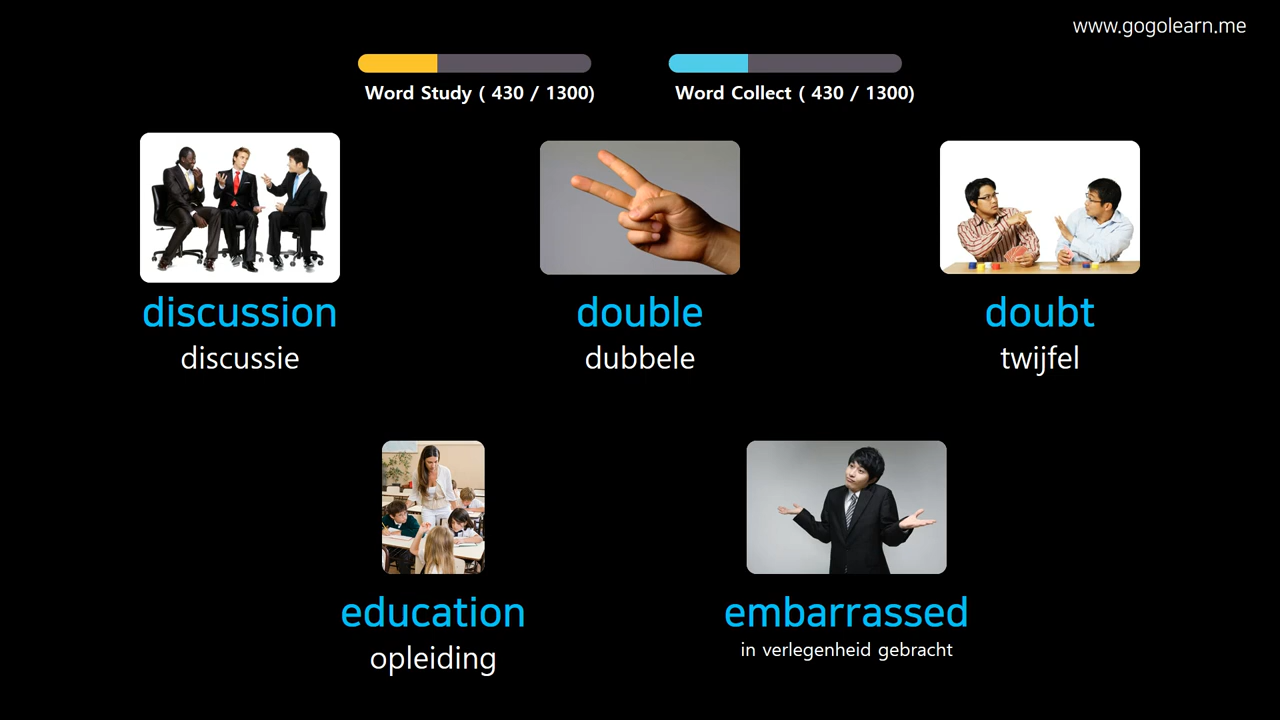 www.gogolearn.me
Word Study ( 430 / 1300)
Word Collect ( 430 / 1300)
discussion
discussie
double
dubbele
doubt
twijfel
education
opleiding
embarrassed
in verlegenheid gebracht